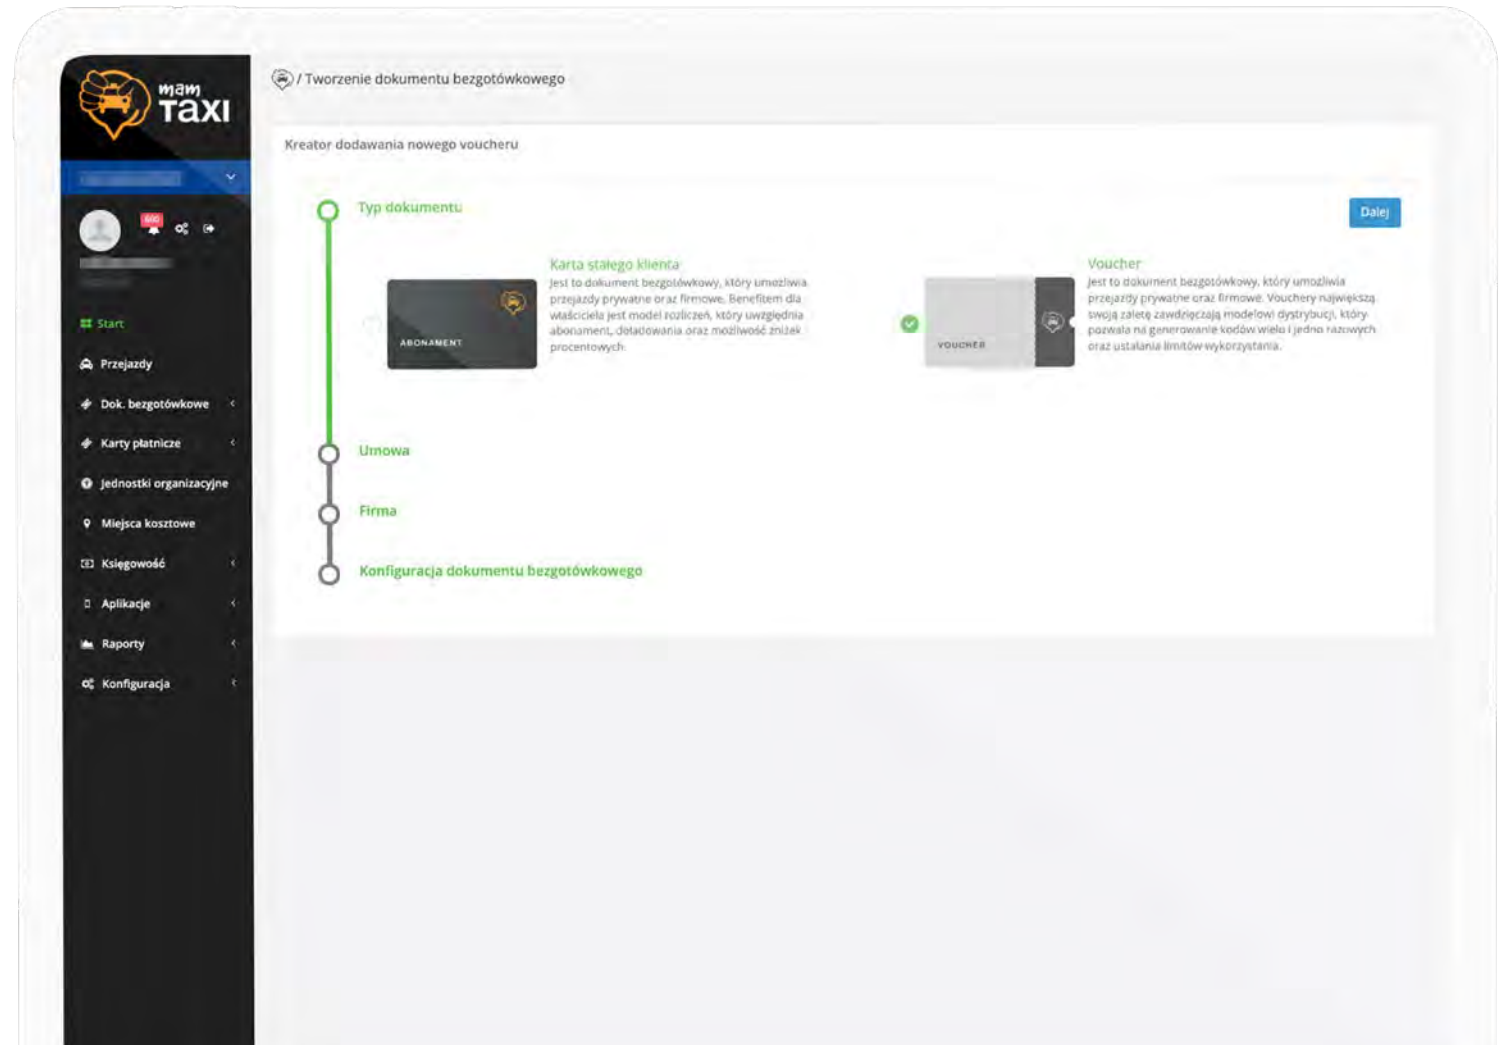 mam
TAXI
/ Tworzenie dokumentu bezgotówkowego
Kreator dodawania nowego voucheru
600
Start
Przejazdy
Dok. bezgotówkowe
Karty płatnicze
Jednostki organizacyjne
Miejsca kosztowe
Księgowość
Aplikacje
Raporty
Konfiguracja
Typ dokumentu
Dalej
ABONAMENT
Karta stałego klienta
Jest to dokument bezgotówkowy, który umożliwia
przejazdy prywatne oraz firmowe. Benefitem dla
właściciela jest model rozliczeń, który uwzględnia
abonament, doładowania oraz możliwość zniżek
procentowych.
VOUCHER
Voucher
Jest to dokument bezgotówkowy, który umożliwia
przejazdy prywatne oraz firmowe. Vouchery największą
swoją zaletę zawdzięczają modelowi dystrybucji, który
pozwala na generowanie kodów wielo i jedno razowych
oraz ustalania limitów wykorzystania.
Umowa
Firma
Konfiguracja dokumentu bezgotówkowego